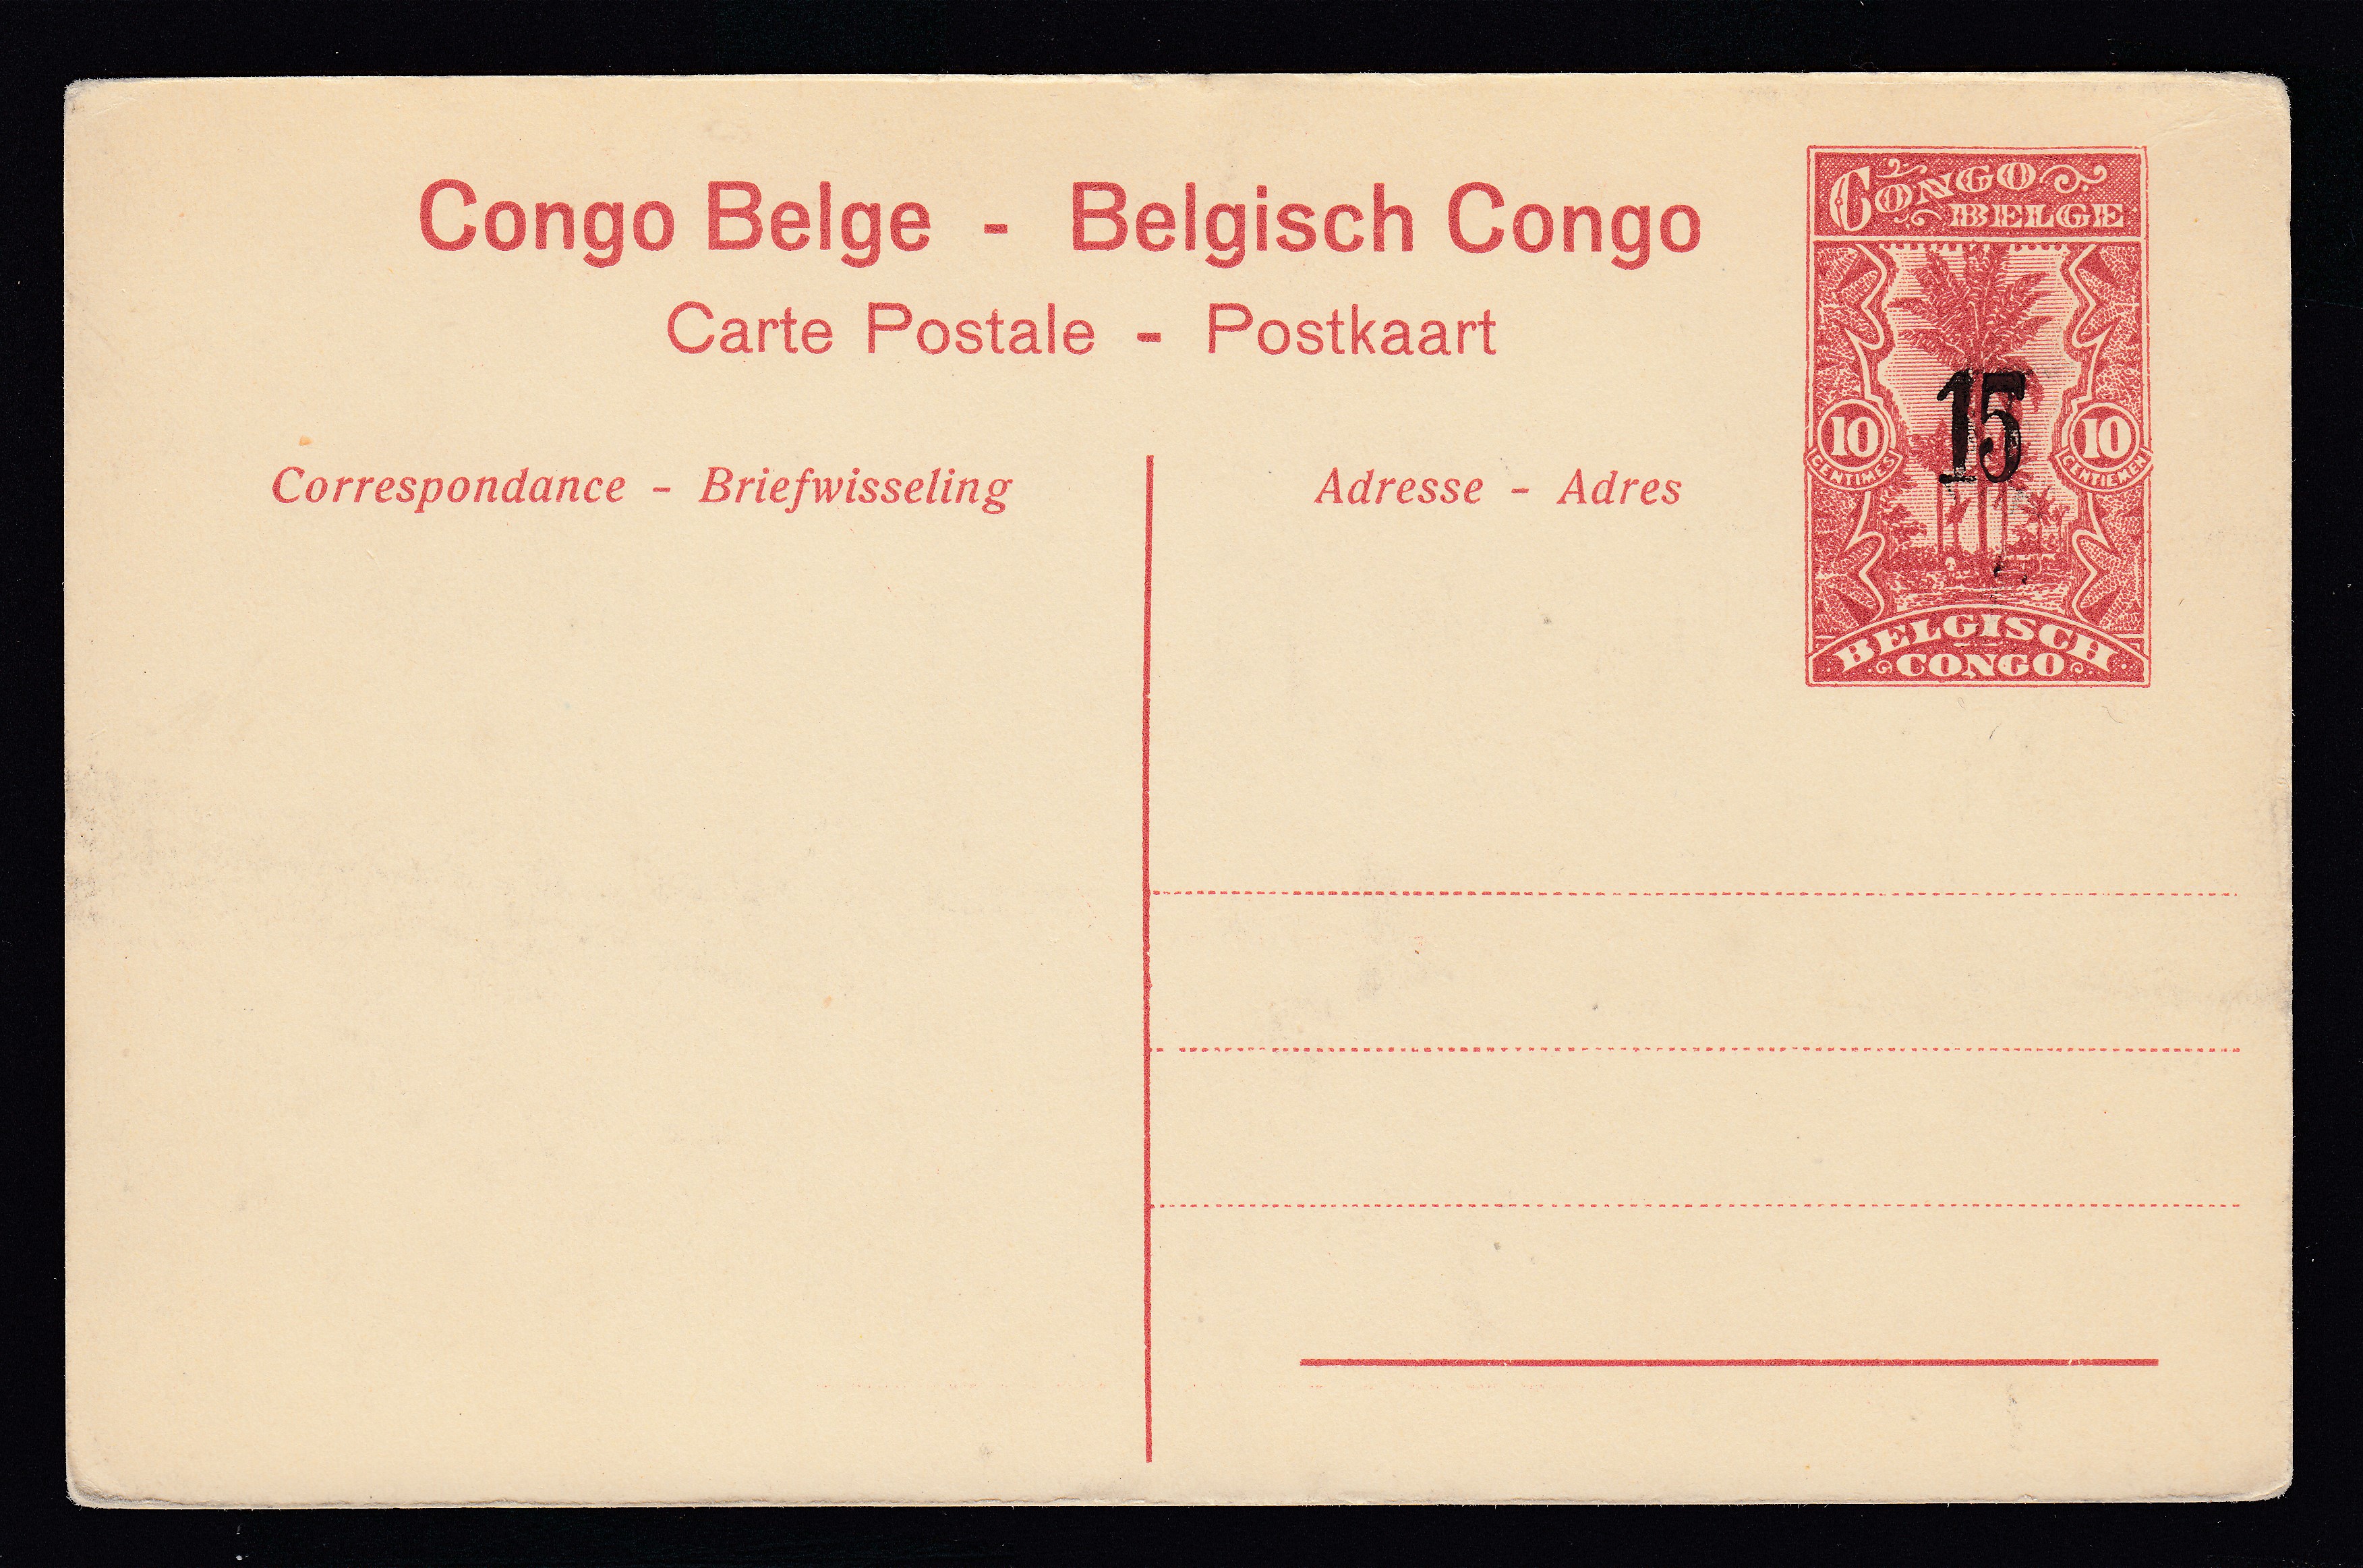 Congo Belge - Belgisch Congo
Carte Postale - Postkaart
Correspondance - Briefwisseling
Adresse - Adres
CONGO
BELGE
15
10
CENTIMES
10
CENTIEMEN
BELGISCH
CONGO